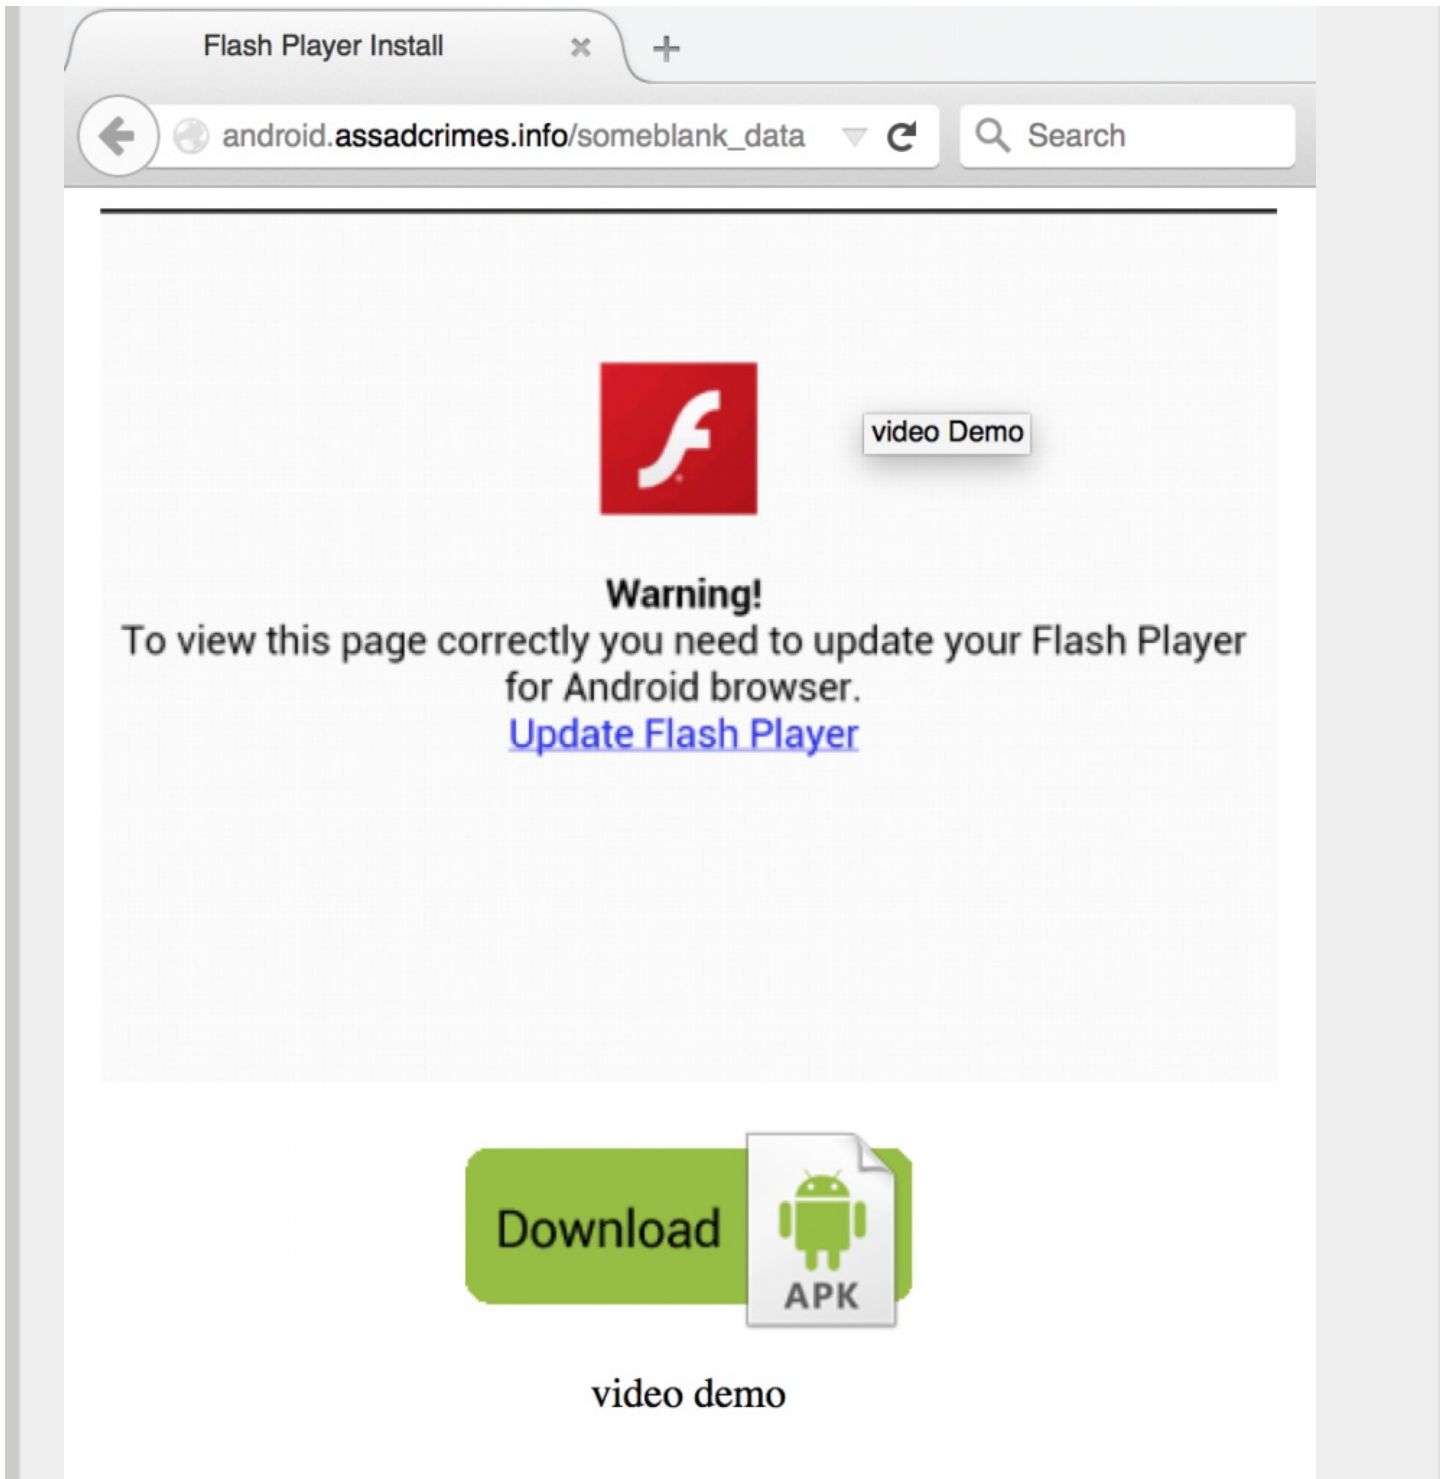 Flash Player Install
android.assadcrimes.info/someblank_data
Search
video Demo
Warning!
To view this page correctly you need to update your Flash Player
for Android browser.
Update Flash Player
Download
APK
video demo